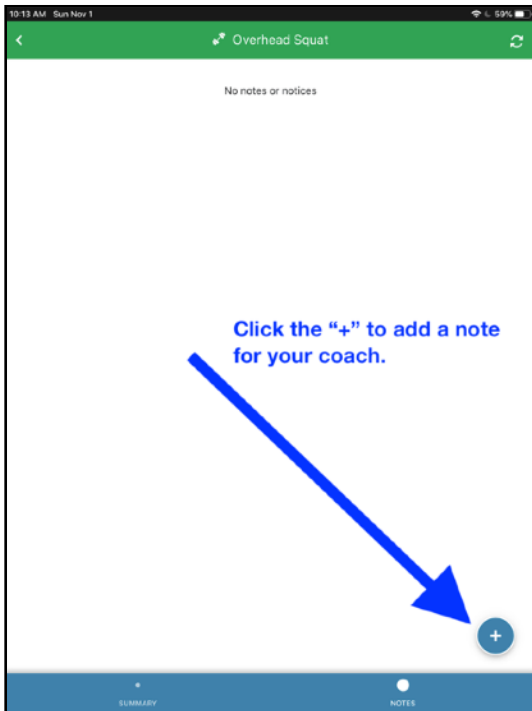 10:13 AM Sun Nov 1
59%
Overhead Squat
No notes or notices
Click the “+” to add a note
for your coach.
+
SUMMARY
NOTES